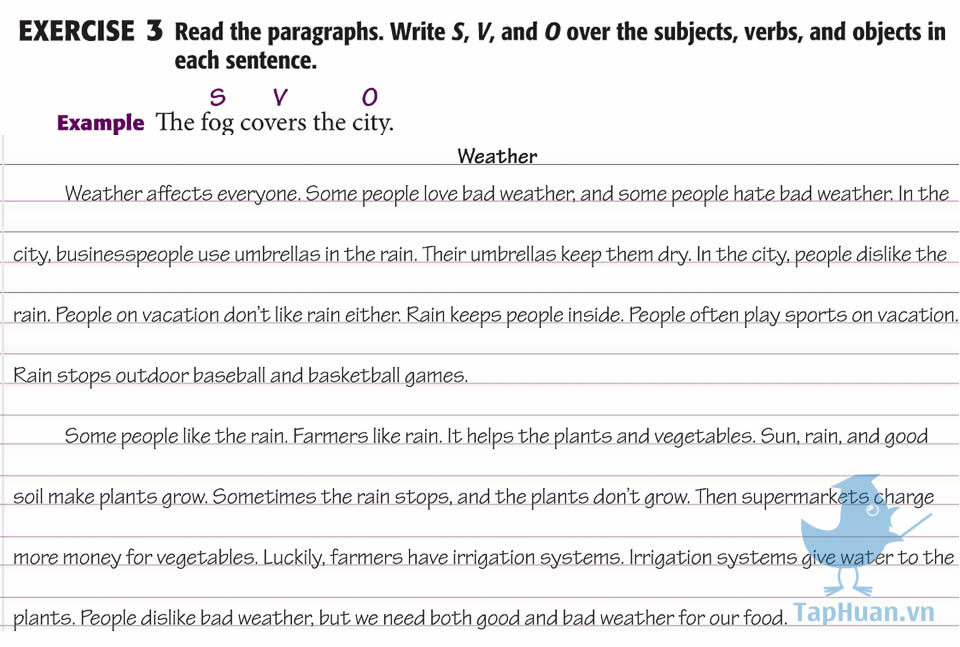 EXERCISE 3 Read the paragraphs. Write S, V, and O over the subjects, verbs, and objects in
each sentence.
S V O
Example The fog covers the city.
Weather
Weather affects everyone. Some people love bad weather, and some people hate bad weather. In the
city, businesspeople use umbrellas in the rain. Their umbrellas keep them dry. In the city, people dislike the
rain. People on vacation don't like rain either. Rain keeps people inside. People often play sports on vacation.
Rain stops outdoor baseball and basketball games.
Some people like the rain. Farmers like rain. It helps the plants and vegetables. Sun, rain, and good
soil make plants grow. Sometimes the rain stops, and the plants don't grow. Then supermarkets charge
more money for vegetables. Luckily, farmers have irrigation systems. Irrigation systems give water to the
plants. People dislike bad weather, but we need both good and bad weather for our food.
TapHuan.vn